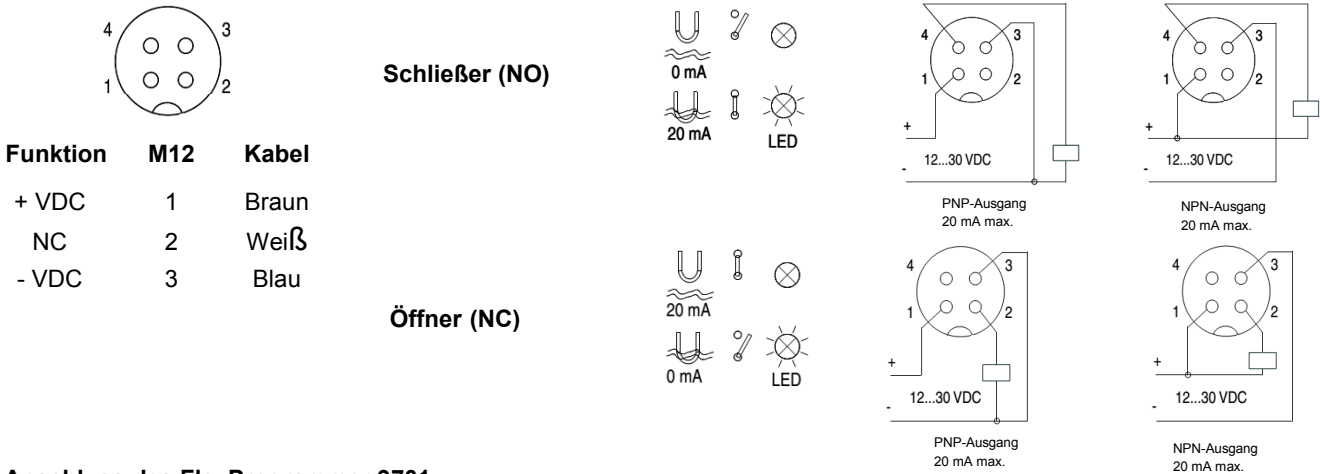 4 3
1 2
Funktion M12 Kabel
+ VDC 1 Braun
NC 2 Weiß
- VDC 3 Blau
Schließer (NO)
0 mA
20 mA LED
4 3
1 2
+
12...30 VDC
-
PNP-Ausgang
20 mA max.
4 3
1 2
+
12...30 VDC
-
NPN-Ausgang
20 mA max.
Öffner (NC)
20 mA
0 mA LED
4 3
1 2
+
12...30 VDC
-
PNP-Ausgang
20 mA max.
4 3
1 2
+
12...30 VDC
-
NPN-Ausgang
20 mA max.